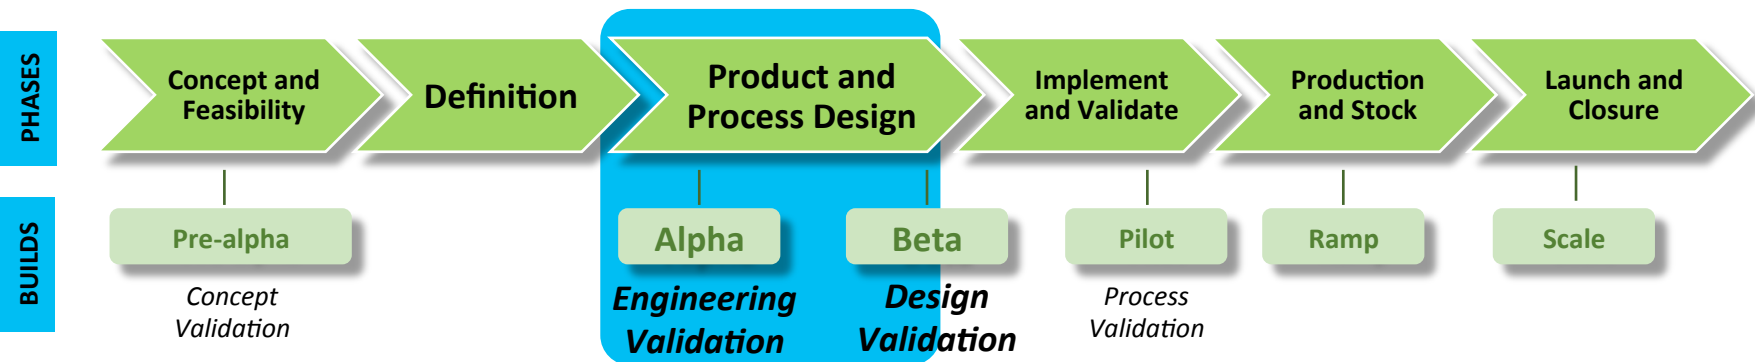 PHASES
Concept and
Feasibility
Definition
Product and
Process Design
Implement
and Validate
Production
and Stock
Launch and
Closure
BUILDS
Pre-alpha
Alpha
Beta
Pilot
Ramp
Scale
Concept
Validation
Engineering
Validation
Design
Validation
Process
Validation